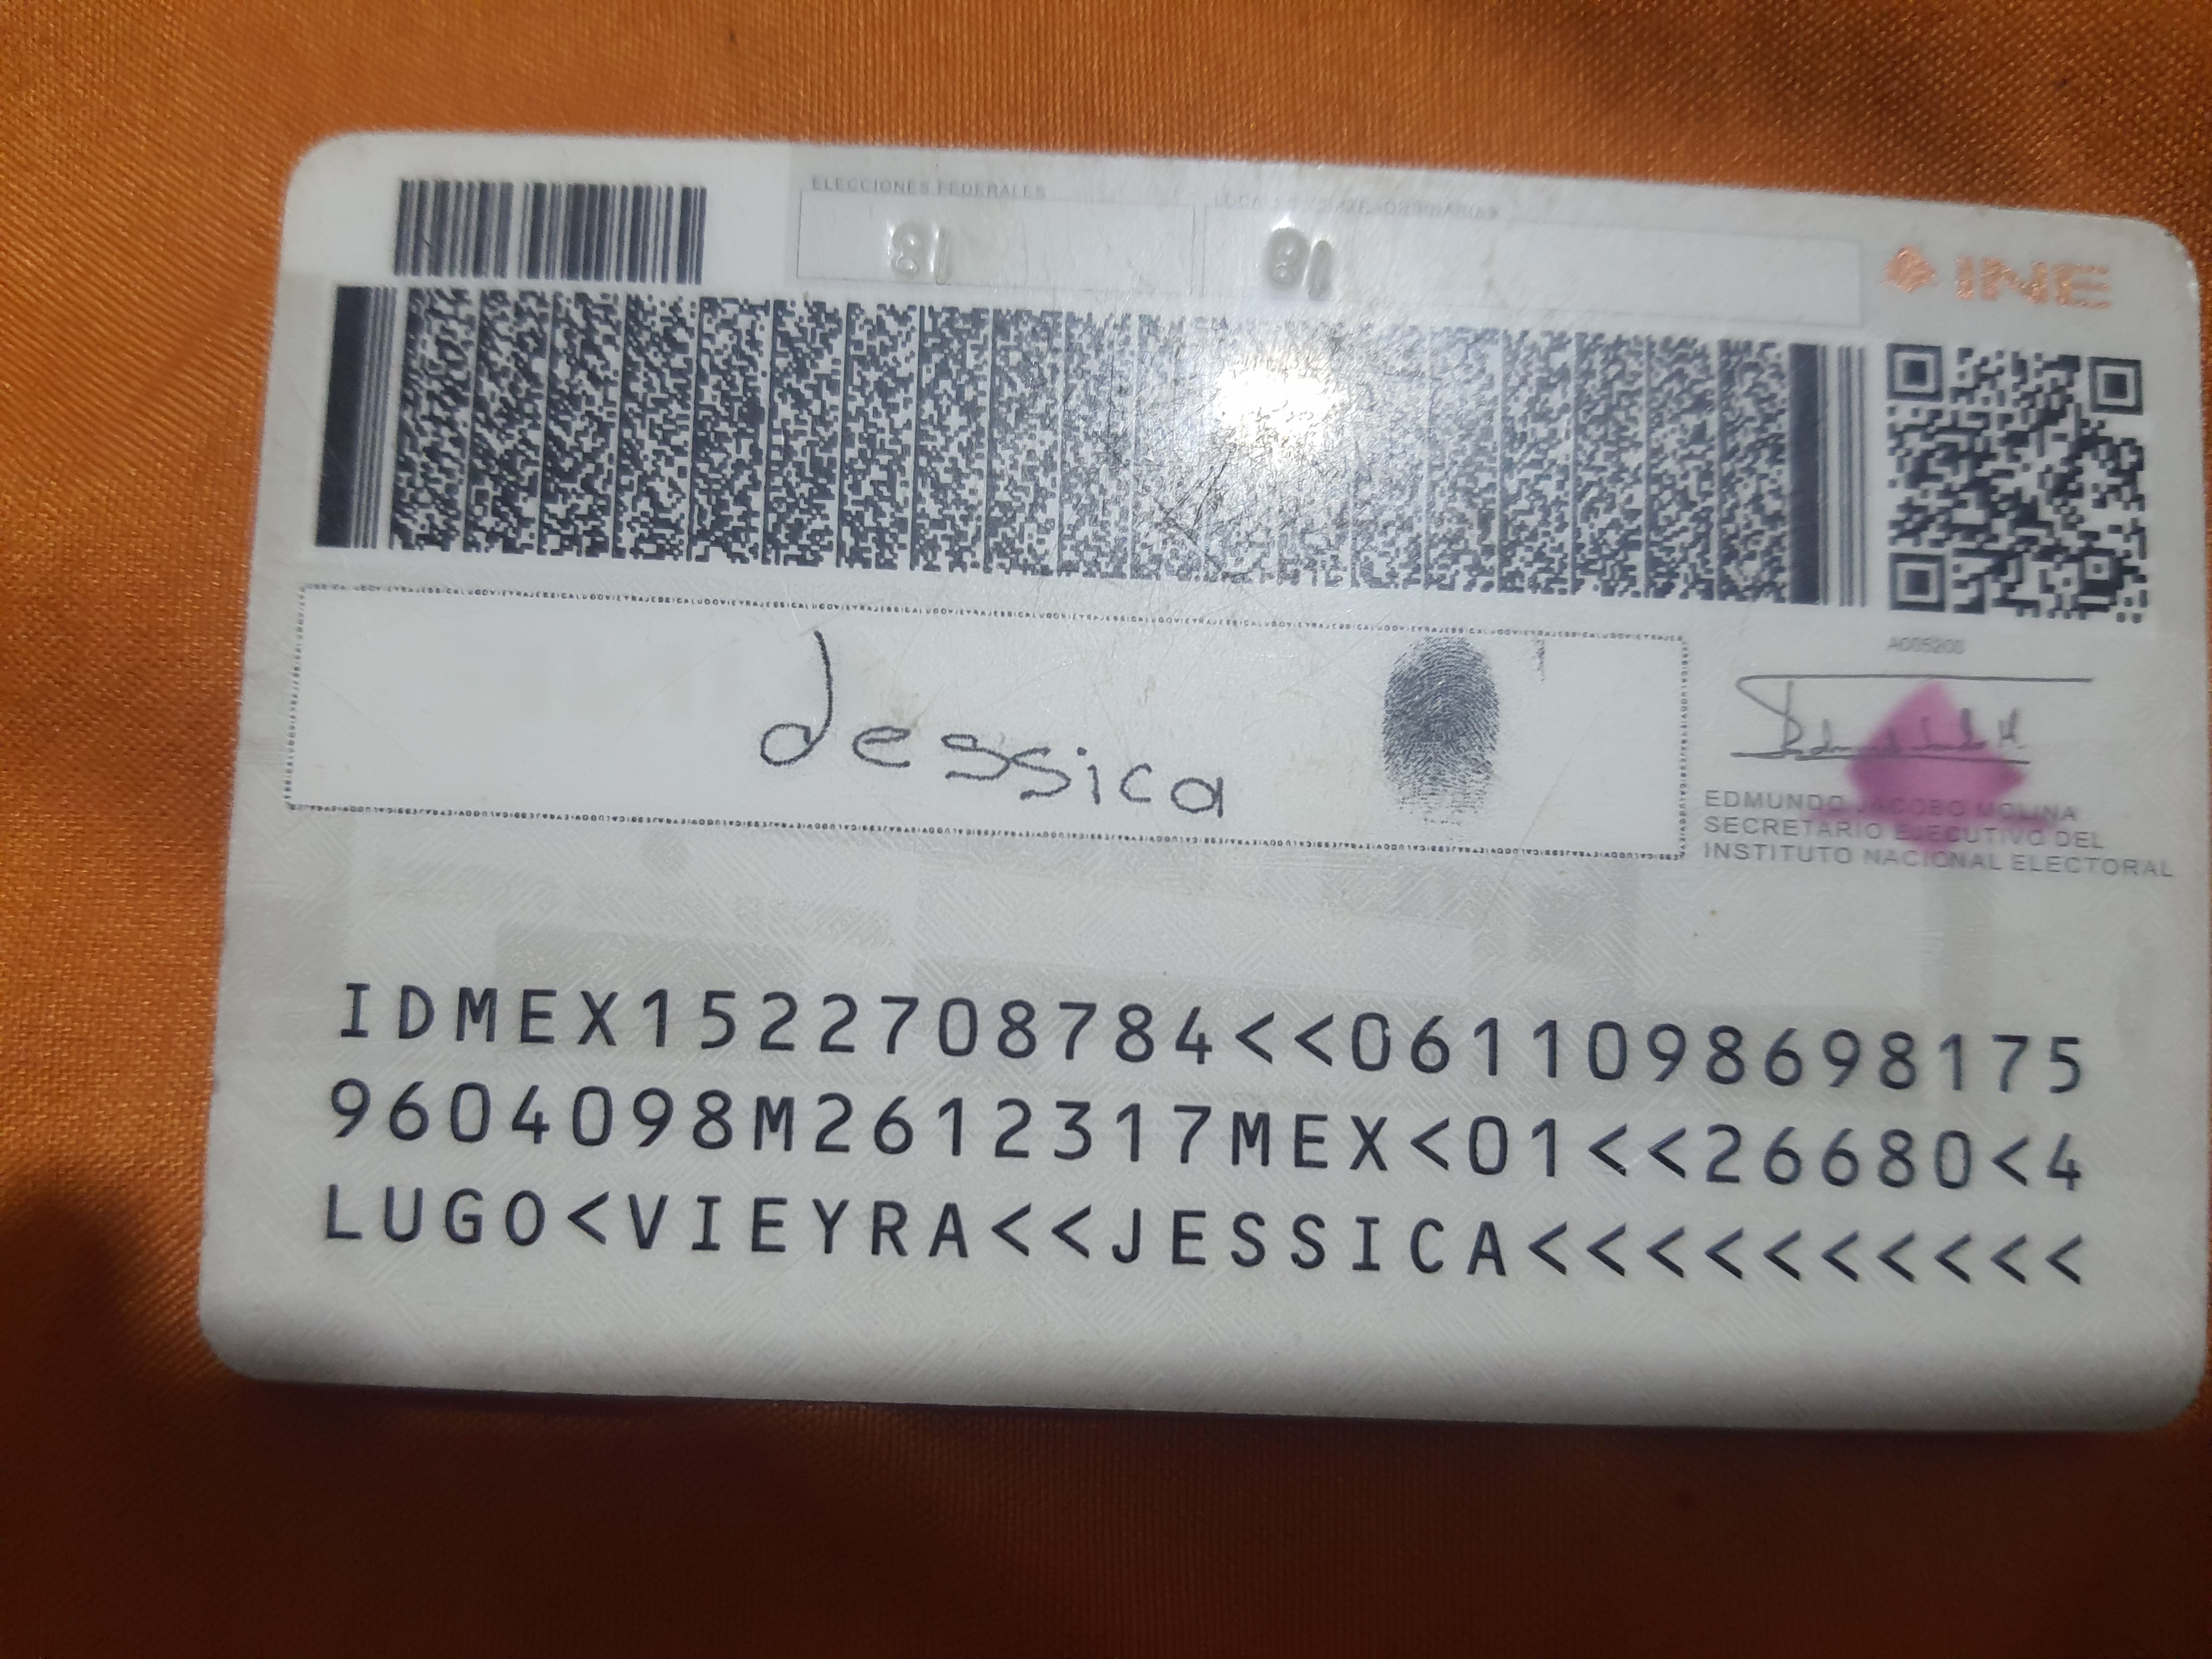 ELECCIONES FEDERALES
18
18
INE
A005200
Jessica
EDMUNDO JACOBO MOLINA
SECRETARIO EJECUTIVO DEL
INSTITUTO NACIONAL ELECTORAL
IDMEX1522708784<<0611098698175
9604098M2612317MEX<01<<26680<4
LUGO<VIEYRA<<JESSICA<<<<<<<<<<